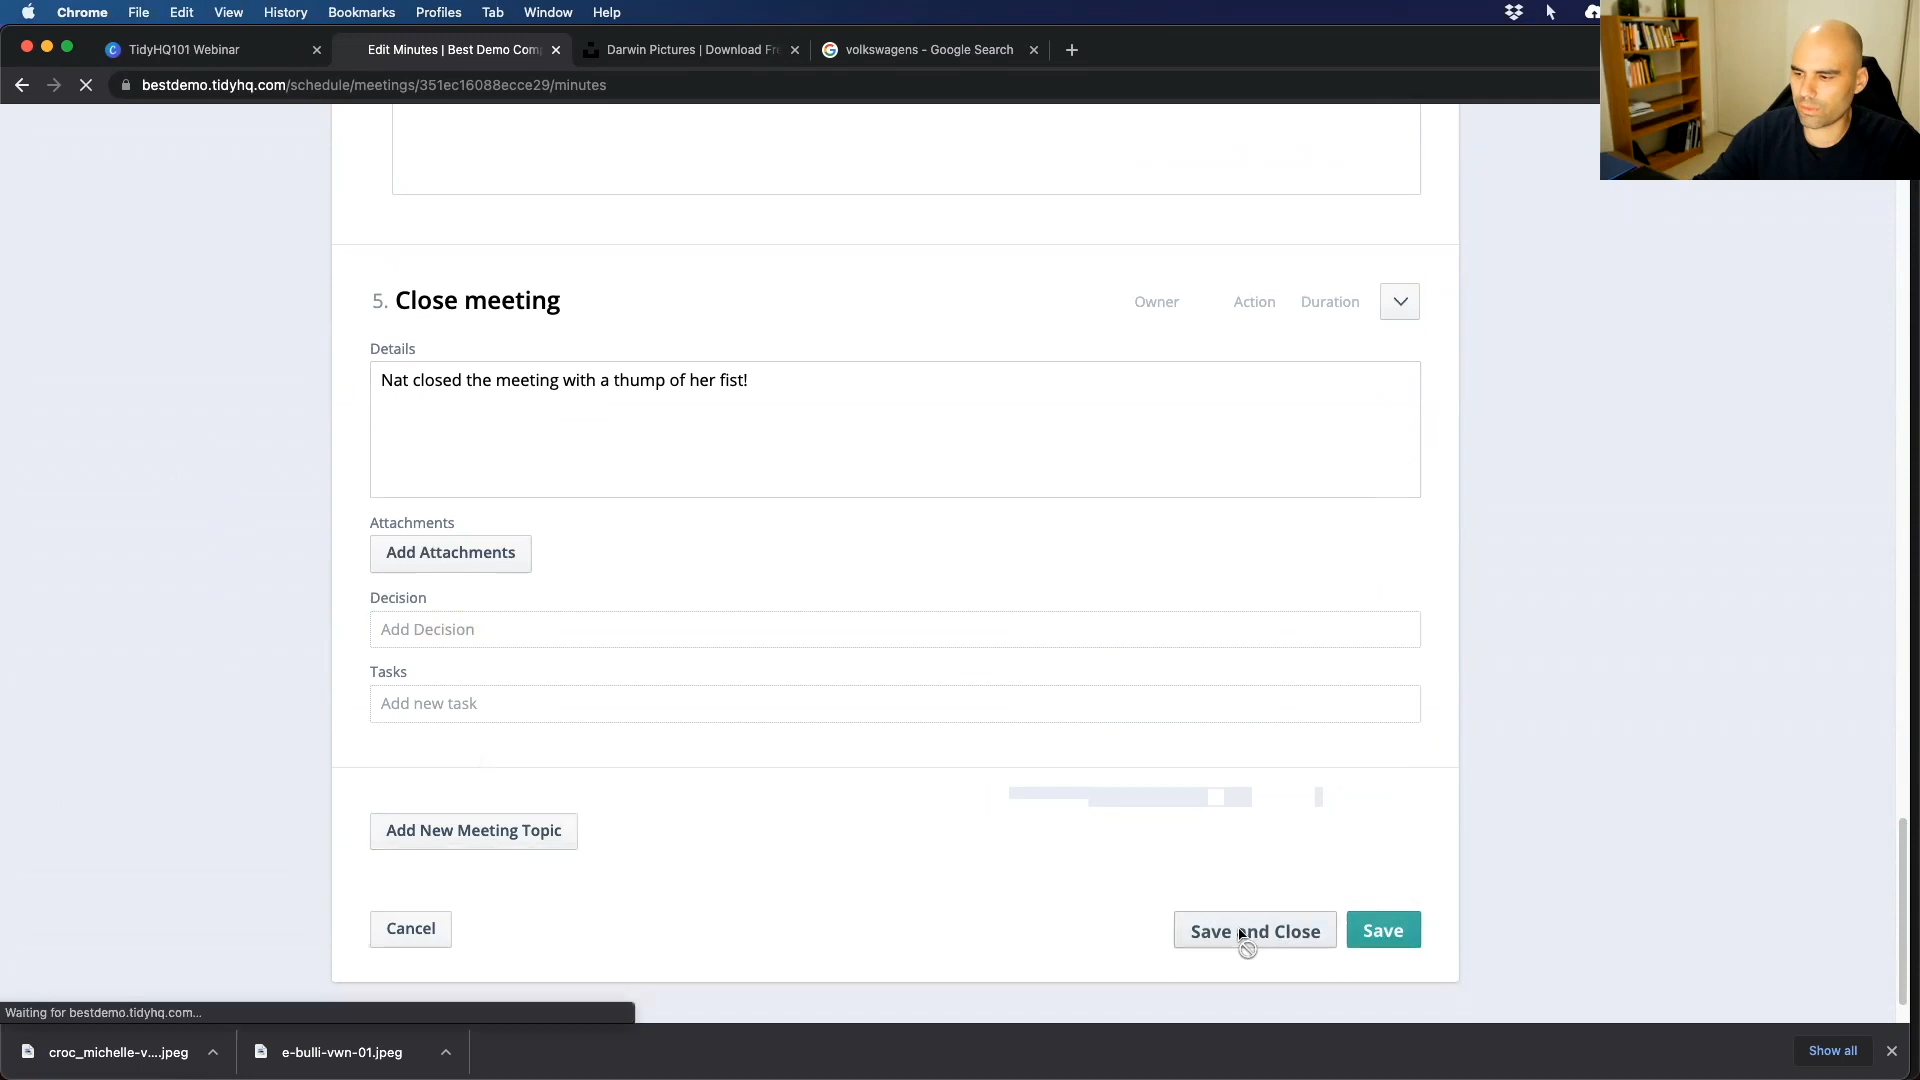 Chrome File Edit View History Bookmarks Profiles Tab Window Help
TidyHQ101 Webinar
Edit Minutes | Best Demo Com
Darwin Pictures | Download Fr
volkswagens - Google Search
bestdemo.tidyhq.com/schedule/meetings/351ec16088ecce29/minutes
5. Close meeting
Owner Action Duration
Details
Nat closed the meeting with a thump of her fist!
Attachments
Add Attachments
Decision
Add Decision
Tasks
Add new task
Add New Meeting Topic
Cancel
Save and Close
Save
Waiting for bestdemo.tidyhq.com...
croc_michelle-v....jpeg
e-bulli-vwn-01.jpeg
Show all